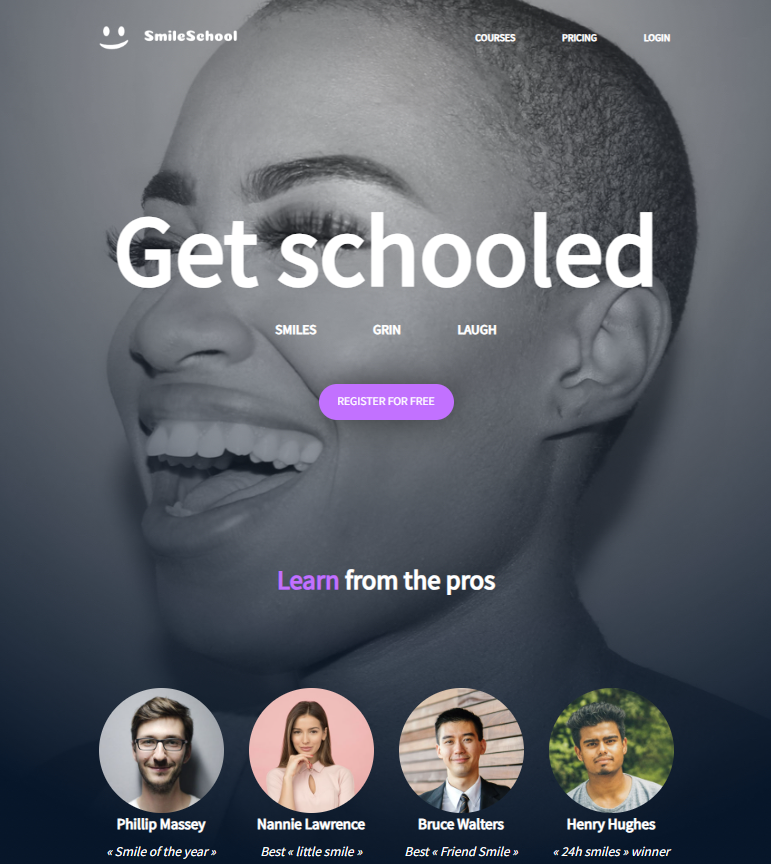 SmileSchool COURSES PRICING LOGIN
Get schooled
SMILES GRIN LAUGH
REGISTER FOR FREE
Learn from the pros
Phillip Massey Nannie Lawrence Bruce Walters Henry Hughes
« Smile of the year » Best « little smile » Best « Friend Smile » « 24h smiles » winner